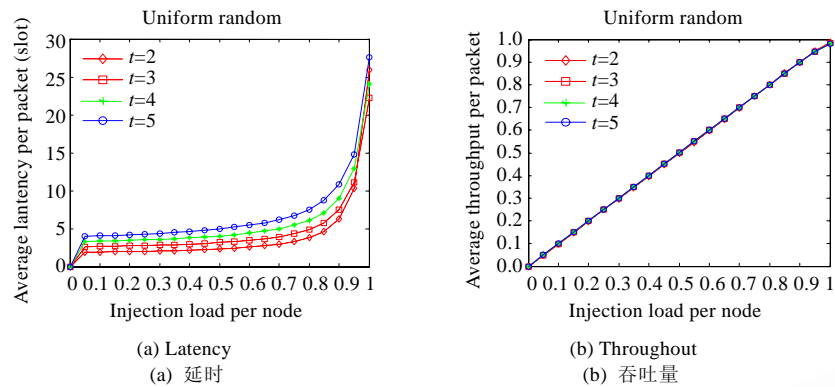 Uniform random
Average lantency per packet (slot)
30
25
20
15
10
5
0
t=2
t=3
t=4
t=5
0 0.1 0.2 0.3 0.4 0.5 0.6 0.7 0.8 0.9 1
Injection load per node
(a) Latency
(a) 延时
Uniform random
Average throughput per packet
1.0
0.9
0.8
0.7
0.6
0.5
0.4
0.3
0.2
0.1
0.0
t=2
t=3
t=4
t=5
0 0.1 0.2 0.3 0.4 0.5 0.6 0.7 0.8 0.9 1
Injection load per node
(b) Throughout
(b) 吞吐量